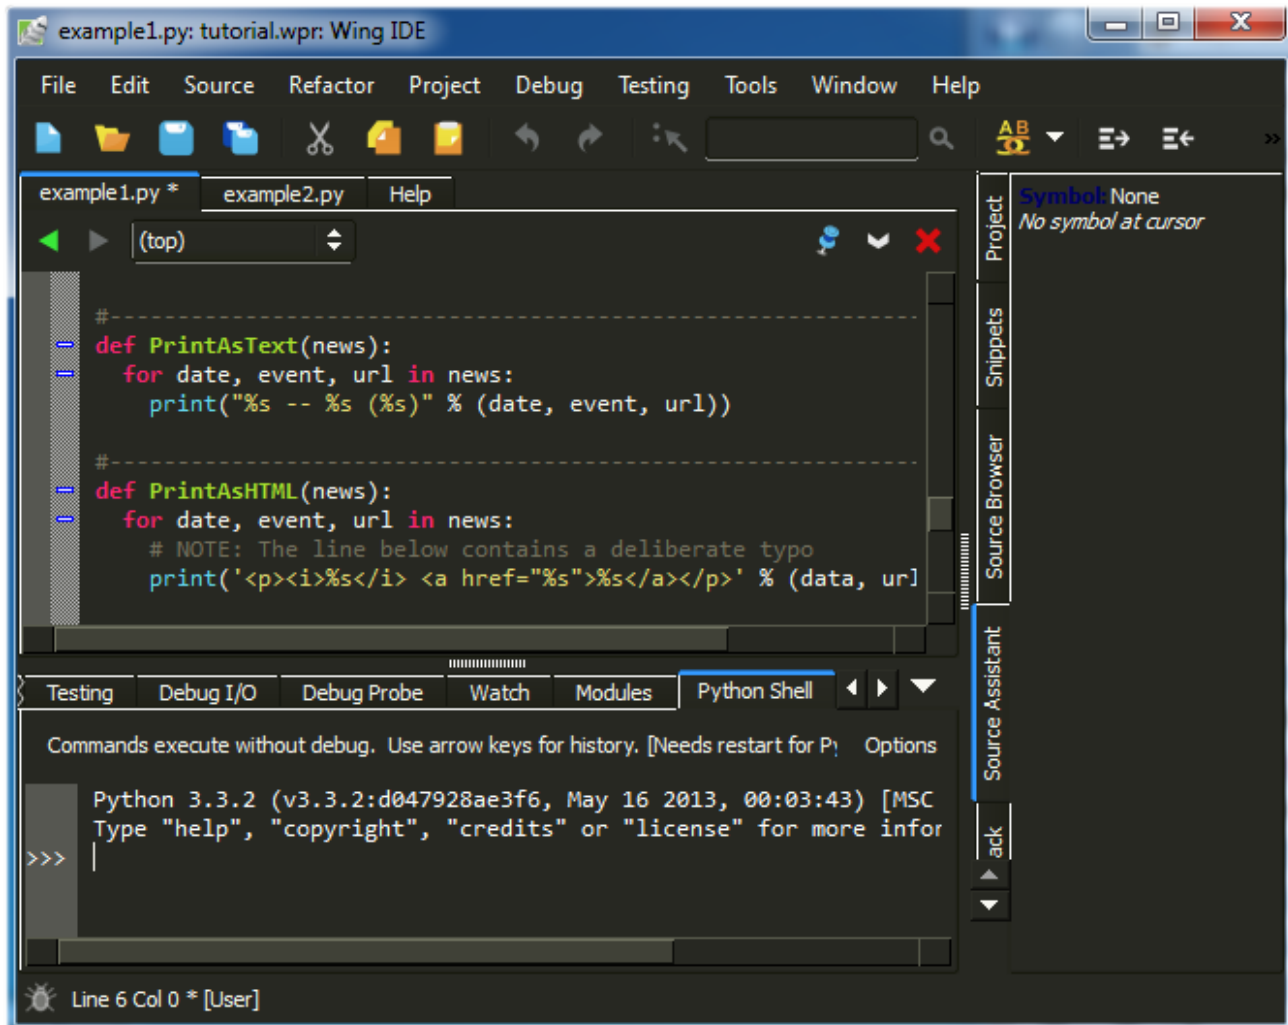 example1.py: tutorial.wpr: Wing IDE
File Edit Source Refactor Project Debug Testing Tools Window Help
AB
example1.py * example2.py Help
(top)
#------------------------------------------------------------
def PrintAsText(news):
for date, event, url in news:
print("%s -- %s (%s)" % (date, event, url))
#------------------------------------------------------------
def PrintAsHTML(news):
for date, event, url in news:
# NOTE: The line below contains a deliberate typo
print('<p><i>%s</i> <a href="%s">%s</a></p>' % (data, url
Testing Debug I/O Debug Probe Watch Modules Python Shell
Commands execute without debug. Use arrow keys for history. [Needs restart for Py Options
Python 3.3.2 (v3.3.2:d047928ae3f6, May 16 2013, 00:03:43) [MSC
Type "help", "copyright", "credits" or "license" for more infor
>>>
Line 6 Col 0 * [User]
Project
Snippets
Source Browser
Source Assistant
ack
Symbol: None
No symbol at cursor